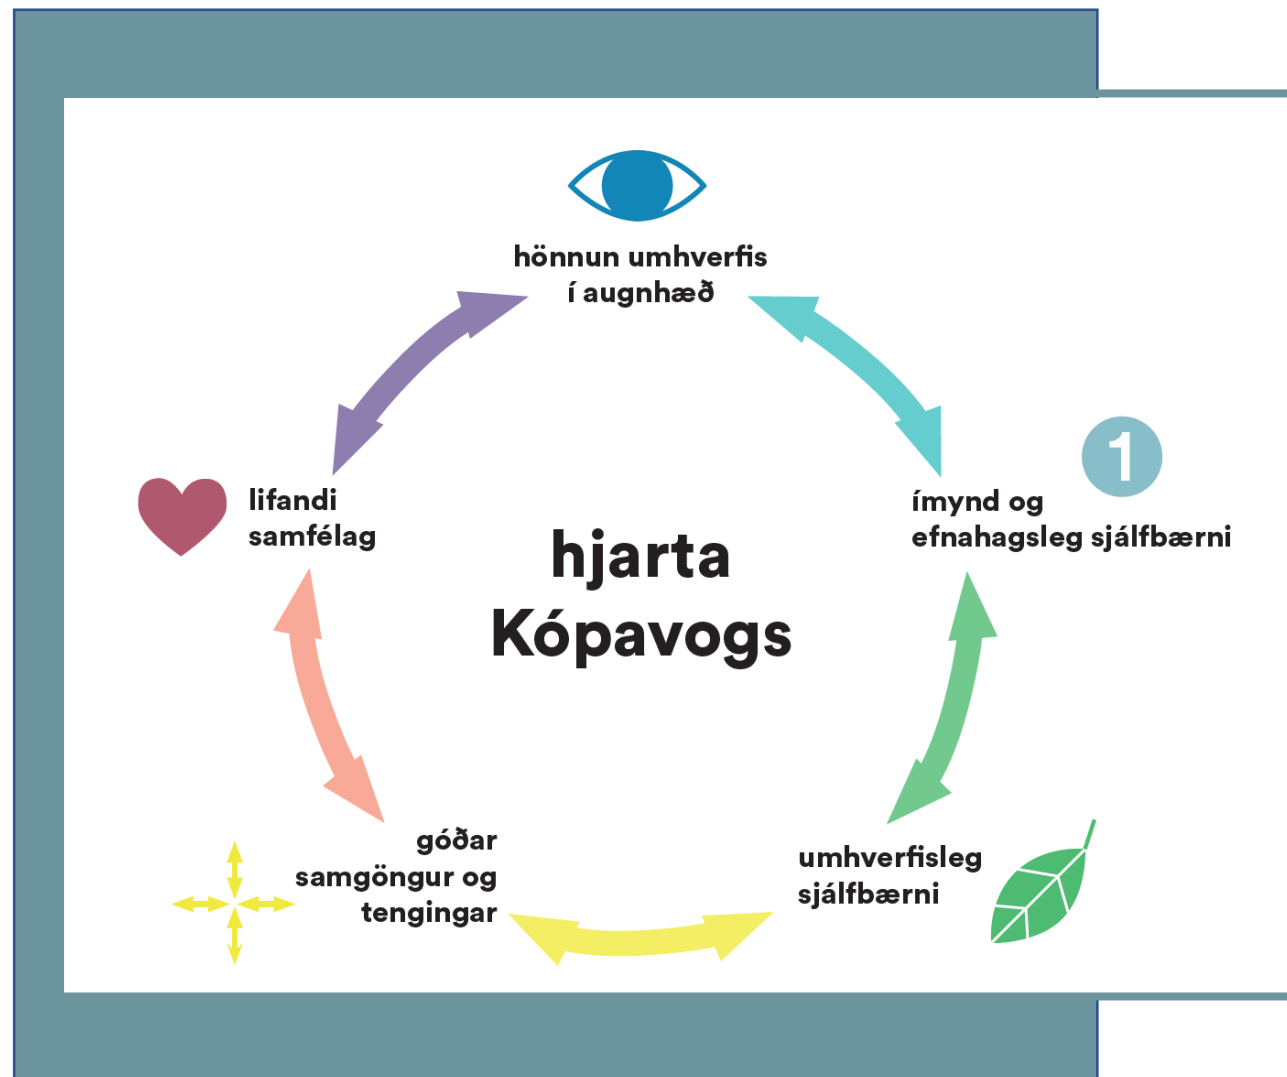 hönnun umhverfis
í augnhæð
1
ímynd og
efnahagsleg sjálfbærni
lifandi
samfélag
hjarta
Kópavogs
góðar
samgöngur og
tengingar
umhverfisleg
sjálfbærni